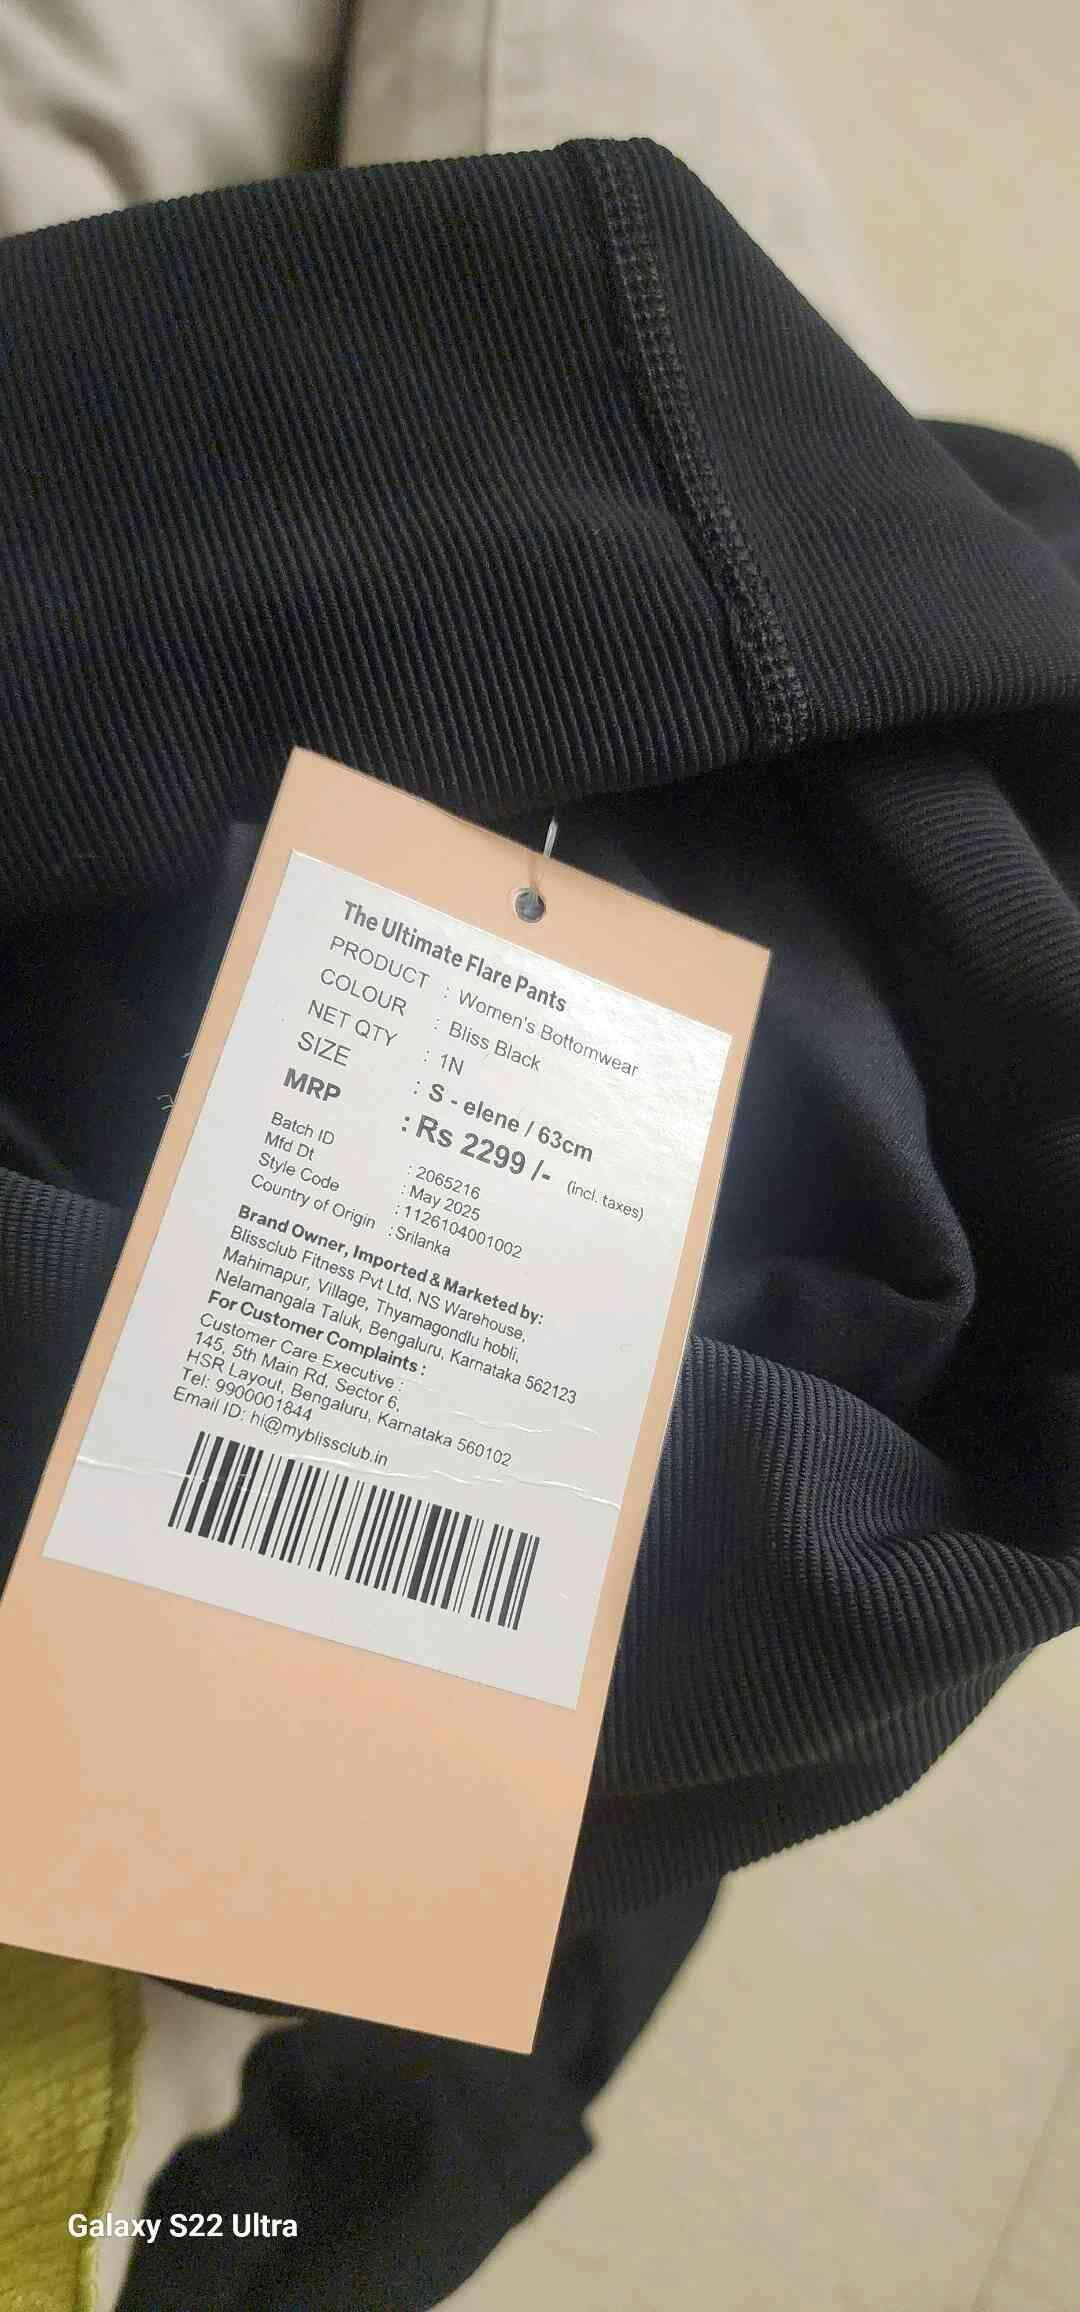 The Ultimate Flare Pants
PRODUCT : Women's Bottomwear
COLOUR : Bliss Black
NET QTY : 1N
SIZE : S - elene / 63cm
MRP : Rs 2299 /- (incl. taxes)
Batch ID : 2065216
Mfd Dt : May 2025
Style Code : 1126104001002
Country of Origin : Srilanka
Brand Owner, Imported & Marketed by:
Blissclub Fitness Pvt Ltd, NS Warehouse,
Mahimapur, Village, Thyamagondlu hobli,
Nelamangala Taluk, Bengaluru, Karnataka 562123
For Customer Complaints :
Customer Care Executive :
145, 5th Main Rd, Sector 6,
HSR Layout, Bengaluru, Karnataka 560102
Tel: 9900001844
Email ID: hi@myblissclub.in
Galaxy S22 Ultra